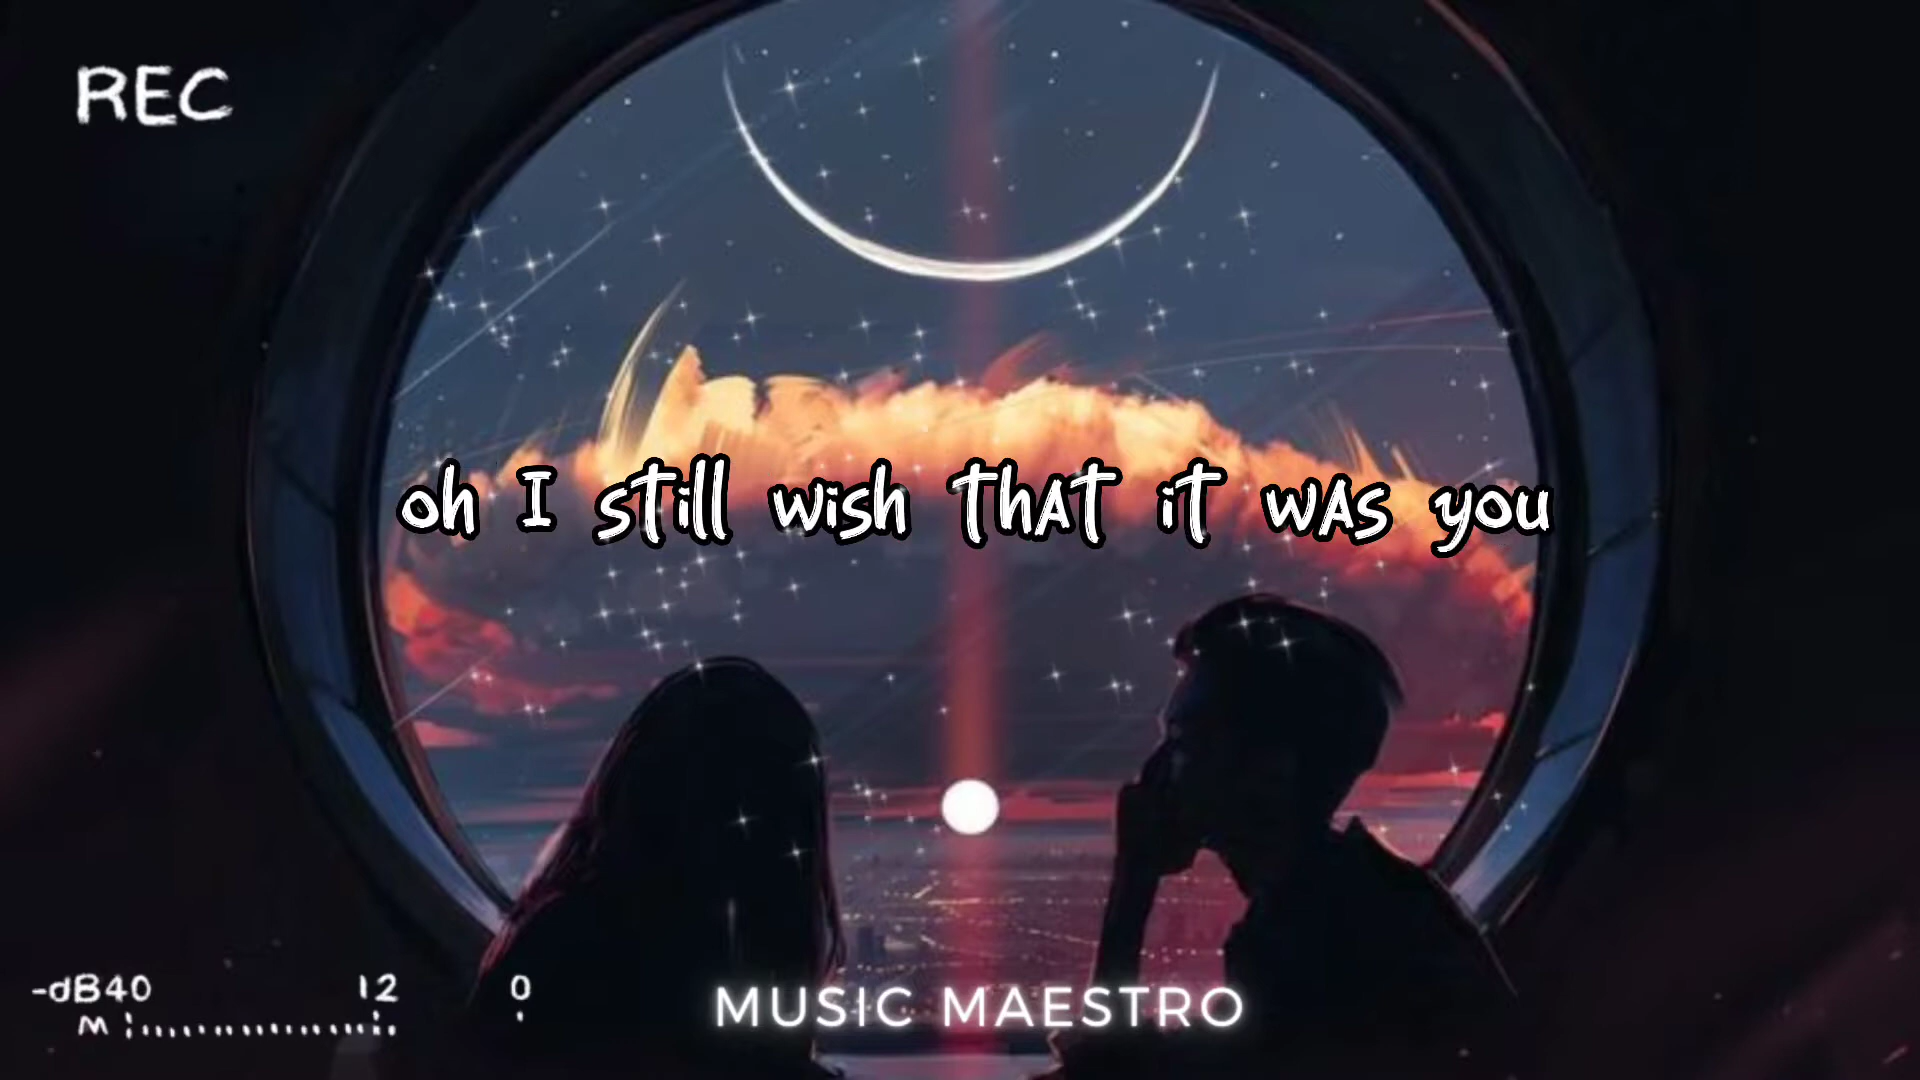 REC
oh I still wish that it was you
-dB40 12 0
M
MUSIC MAESTRO